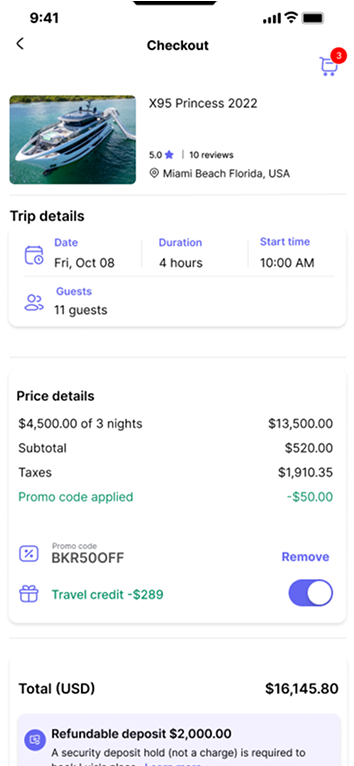 9:41
Checkout
3
X95 Princess 2022
5.0 | 10 reviews
Miami Beach Florida, USA
Trip details
Date Duration Start time
Fri, Oct 08 4 hours 10:00 AM
Guests
11 guests
Price details
$4,500.00 of 3 nights $13,500.00
Subtotal $520.00
Taxes $1,910.35
Promo code applied -$50.00
Promo code
BKR50OFF Remove
Travel credit -$289
Total (USD) $16,145.80
Refundable deposit $2,000.00
A security deposit hold (not a charge) is required to